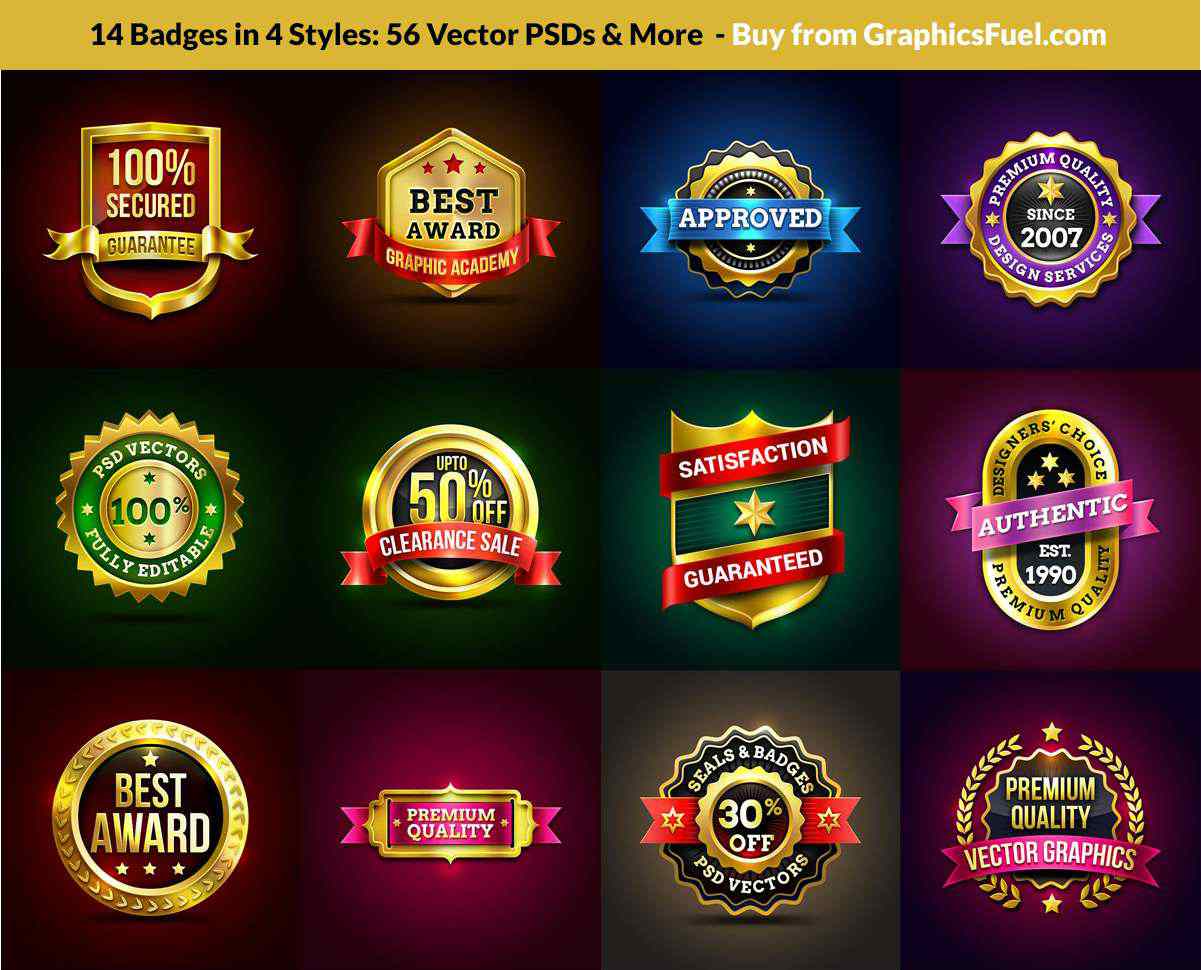 14 Badges in 4 Styles: 56 Vector PSDs & More - Buy from GraphicsFuel.com
100%
SECURED
GUARANTEE
BEST
AWARD
GRAPHIC ACADEMY
APPROVED
PREMIUM QUALITY
SINCE
2007
DESIGN SERVICES
PSD VECTORS
100%
FULLY EDITABLE
UPTO
50%
OFF
CLEARANCE SALE
SATISFACTION
GUARANTEED
DESIGNERS' CHOICE
AUTHENTIC
EST.
1990
PREMIUM QUALITY
BEST
AWARD
PREMIUM
QUALITY
SEALS & BADGES
30%
OFF
PSD VECTORS
PREMIUM
QUALITY
VECTOR GRAPHICS